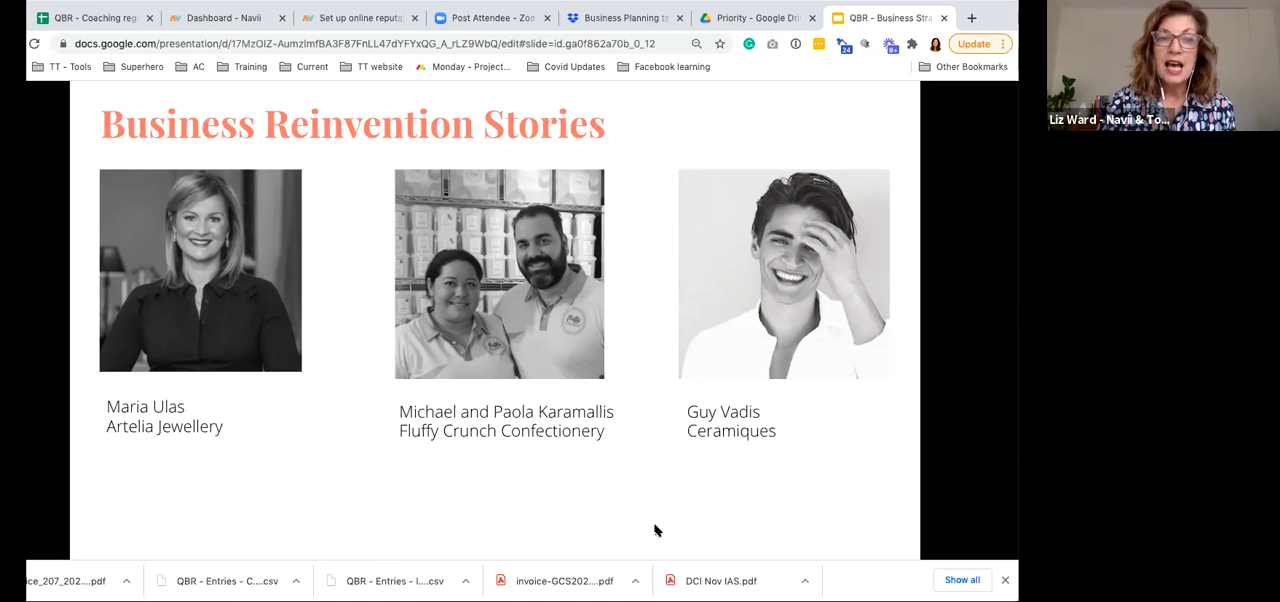 QBR - Coaching reg
Dashboard - Navii
Set up online reputat
Post Attendee - Zoo
Business Planning te
Priority - Google Dri
QBR - Business Stra
docs.google.com/presentation/d/17MzOIZ-AumzlmfBA3F87FnLL47dYFYxQG_A_rLZ9WbQ/edit#slide=id.ga0f862a70b_0_12
24
9+
Update
TT - Tools
Superhero
AC
Training
Current
TT website
Monday - Project...
Covid Updates
Facebook learning
Other Bookmarks
Liz Ward - Navii & To...
Business Reinvention Stories
Maria Ulas
Artelia Jewellery
Michael and Paola Karamallis
Fluffy Crunch Confectionery
Guy Vadis
Ceramiques
ice_207_202....pdf
QBR - Entries - C....csv
QBR - Entries - I....csv
invoice-GCS202....pdf
DCI Nov IAS.pdf
Show all